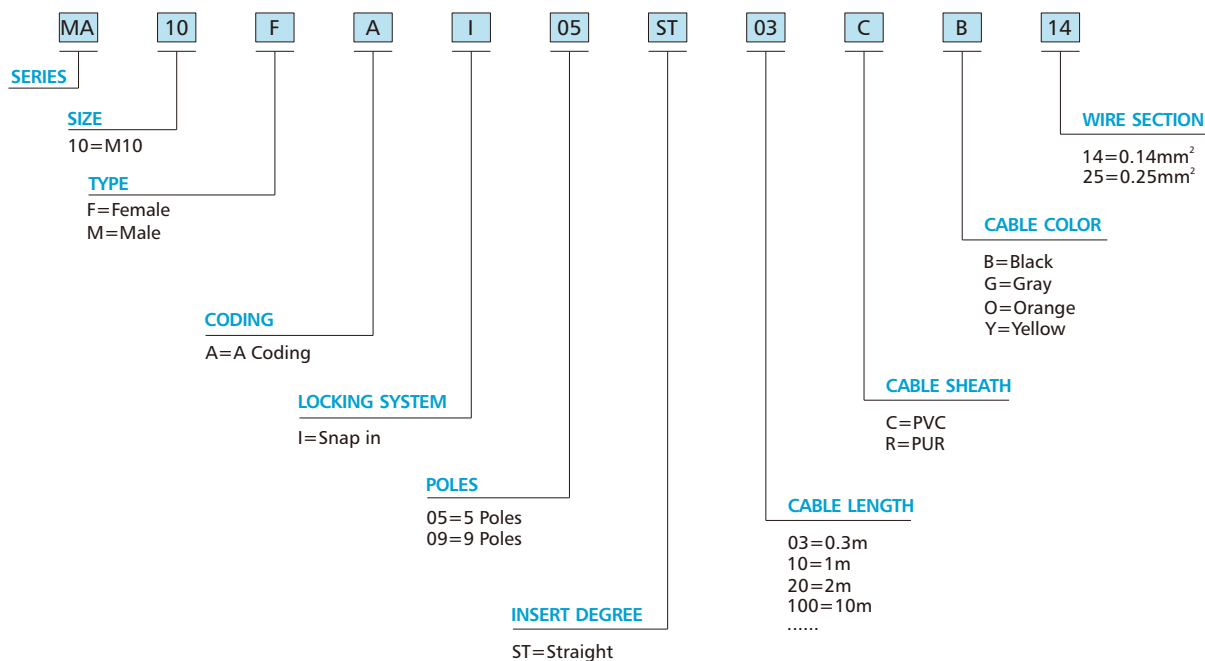 MA 10 F A I 05 ST 03 C B 14
SERIES
SIZE
10=M10
TYPE
F=Female
M=Male
CODING
A=A Coding
LOCKING SYSTEM
I=Snap in
POLES
05=5 Poles
09=9 Poles
INSERT DEGREE
ST=Straight
CABLE LENGTH
03=0.3m
10=1m
20=2m
100=10m
......
CABLE SHEATH
C=PVC
R=PUR
CABLE COLOR
B=Black
G=Gray
O=Orange
Y=Yellow
WIRE SECTION
14=0.14mm²
25=0.25mm²